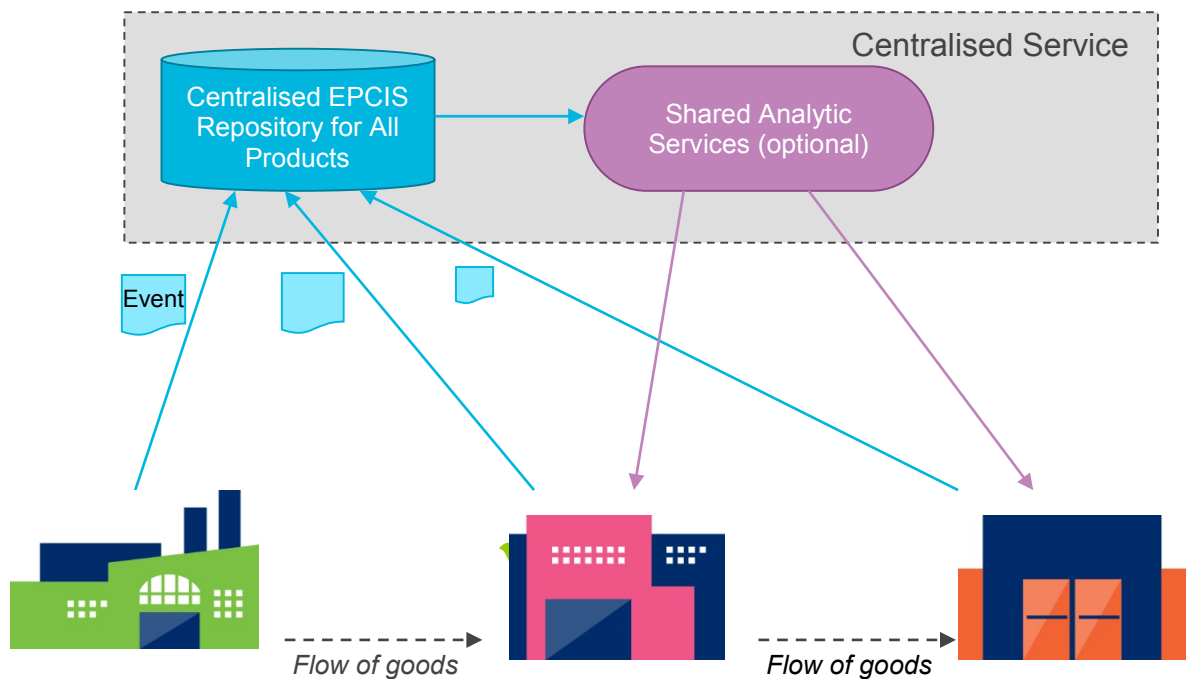 Centralised Service
Centralised EPCIS
Repository for All
Products
Shared Analytic
Services (optional)
Event
Flow of goods
Flow of goods